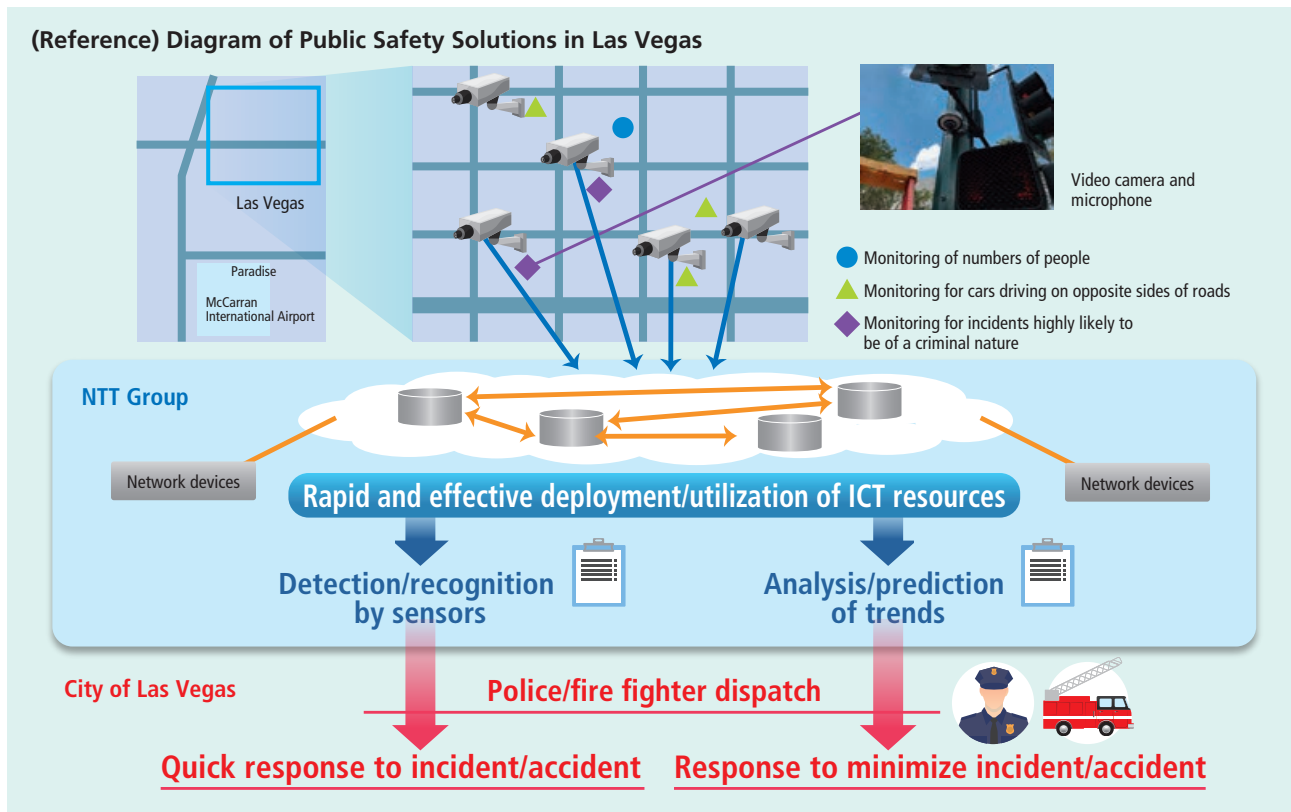 (Reference) Diagram of Public Safety Solutions in Las Vegas
Las Vegas
Paradise
McCarran
International Airport
Video camera and
microphone
Monitoring of numbers of people
Monitoring for cars driving on opposite sides of roads
Monitoring for incidents highly likely to
be of a criminal nature
NTT Group
Network devices
Network devices
Rapid and effective deployment/utilization of ICT resources
Detection/recognition
by sensors
Analysis/prediction
of trends
City of Las Vegas
Police/fire fighter dispatch
Quick response to incident/accident
Response to minimize incident/accident